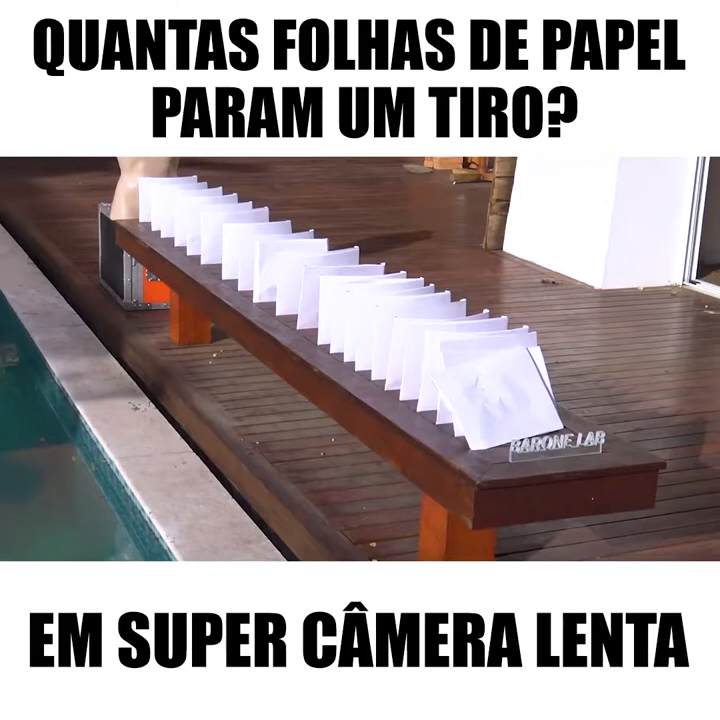 QUANTAS FOLHAS DE PAPEL
PARAM UM TIRO?
BARONE LAB
EM SUPER CÂMERA LENTA